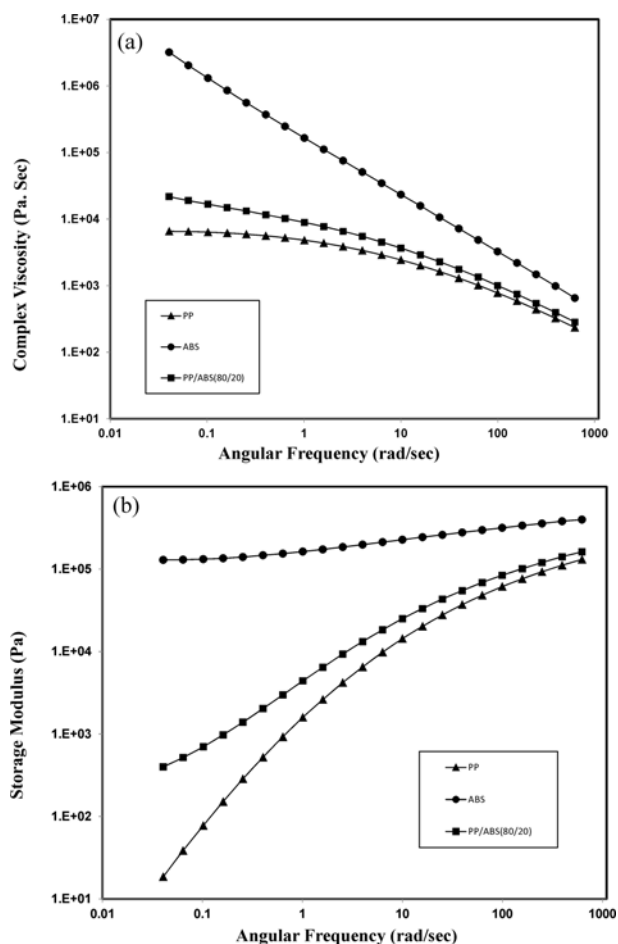 (a)
Complex Viscosity (Pa. Sec)
1.E+07
1.E+06
1.E+05
1.E+04
1.E+03
1.E+02
1.E+01
PP
ABS
PP/ABS(80/20)
0.01 0.1 1 10 100 1000
Angular Frequency (rad/sec)
(b)
Storage Modulus (Pa)
1.E+06
1.E+05
1.E+04
1.E+03
1.E+02
1.E+01
PP
ABS
PP/ABS(80/20)
0.01 0.1 1 10 100 1000
Angular Frequency (rad/sec)